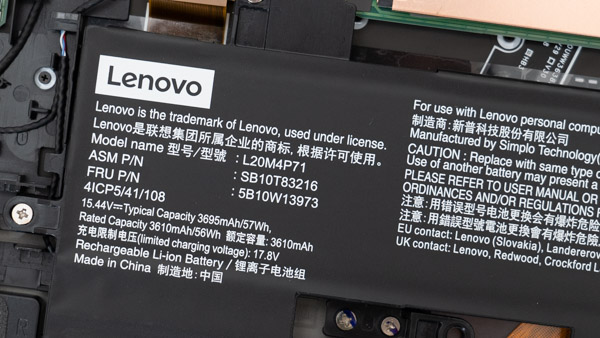 Lenovo
Lenovo is the trademark of Lenovo, used under license.
Lenovo是联想集团所属企业的商标, 根据许可使用。
Model name 型号/型號 : L20M4P71
ASM P/N : SB10T83216
FRU P/N : 5B10W13973
4ICP5/41/108
15.44V⎓Typical Capacity 3695mAh/57Wh,
Rated Capacity 3610mAh/56Wh 额定容量: 3610mAh
充电限制电压(limited charging voltage): 17.8V
Rechargeable Li-ion Battery / 锂离子电池组
Made in China 制造地: 中国
For use with Lenovo personal
制造商: 新普科技股份有限公司
Manufactured by Simplo Technology
CAUTION : Replace with same type
Use of another battery may present a
PLEASE REFER TO USER MANUAL OR
ORDINANCES AND/OR REGULATIONS
注意: 用错误型号电池更换会有爆炸危险
注意: 用錯誤型號電池更換會有爆炸危
EU contact: Lenovo (Slovakia),
UK contact: Lenovo, Redwood, Crockford